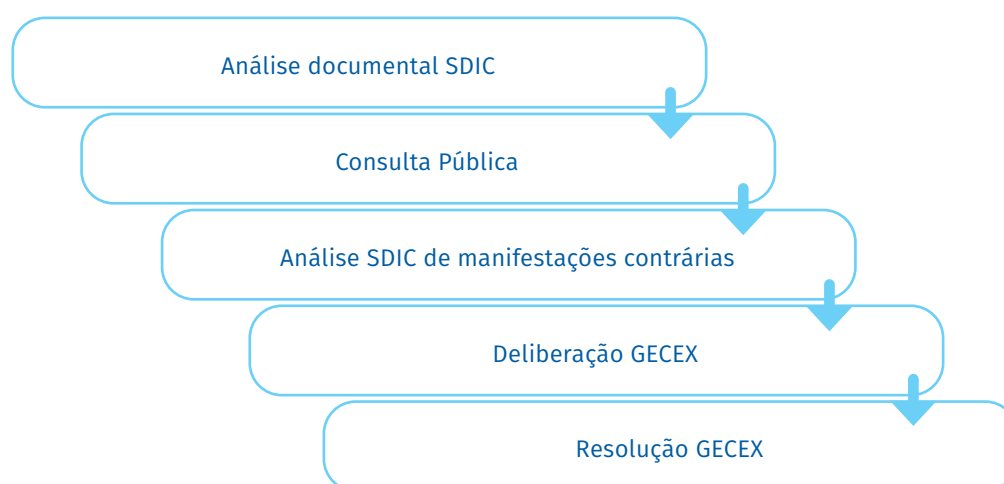 Análise documental SDIC
Consulta Pública
Análise SDIC de manifestações contrárias
Deliberação GECEX
Resolução GECEX